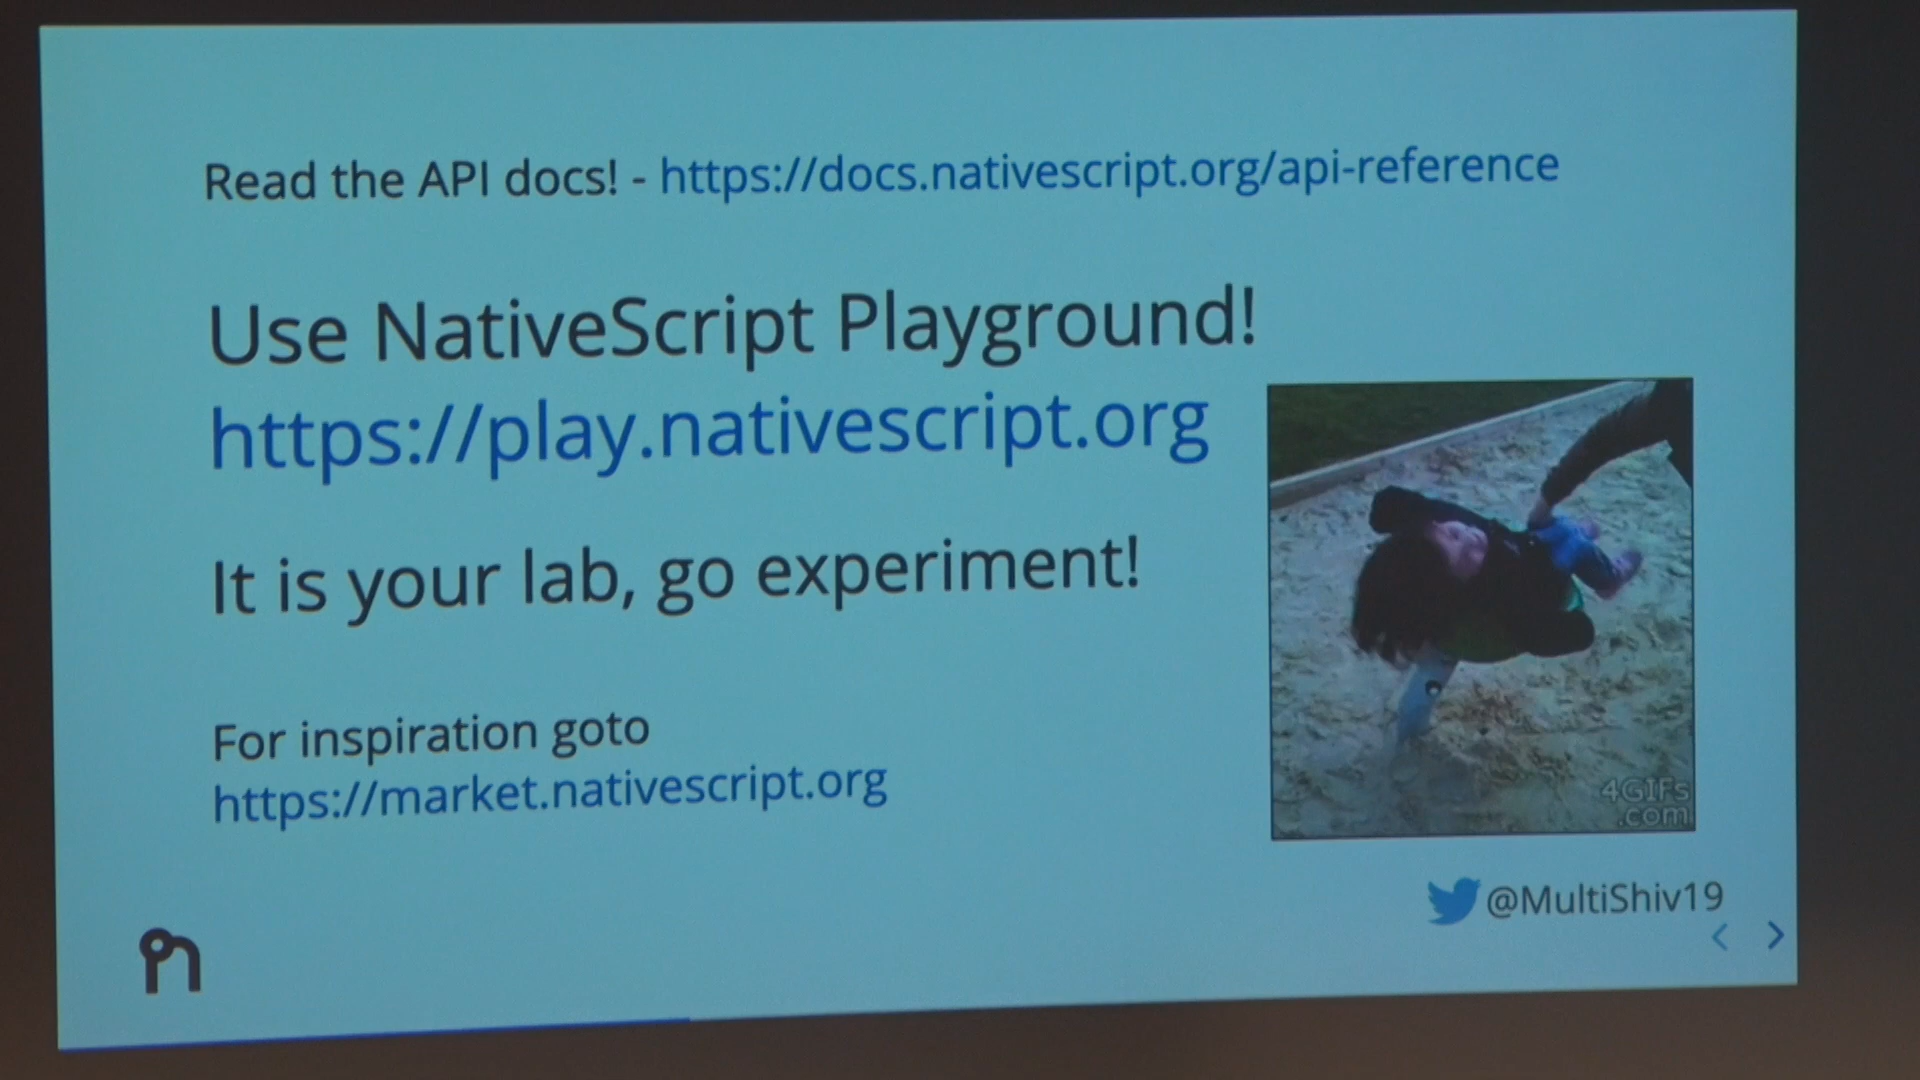 Read the API docs! - https://docs.nativescript.org/api-reference
Use NativeScript Playground!
https://play.nativescript.org
It is your lab, go experiment!
For inspiration goto
https://market.nativescript.org
4GIFs
.com
@MultiShiv19